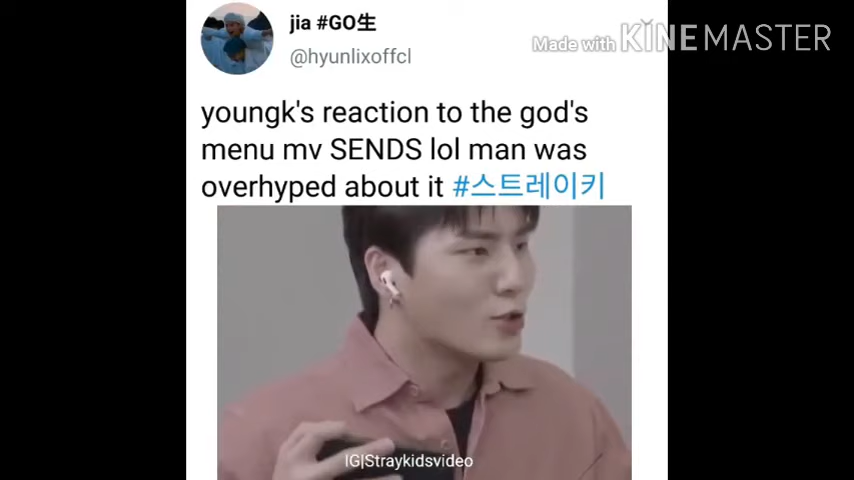 jia #GO生
@hyunlixoffcl
Made with KINEMASTER
youngk's reaction to the god's
menu mv SENDS lol man was
overhyped about it #스트레이키
IG|Straykidsvideo